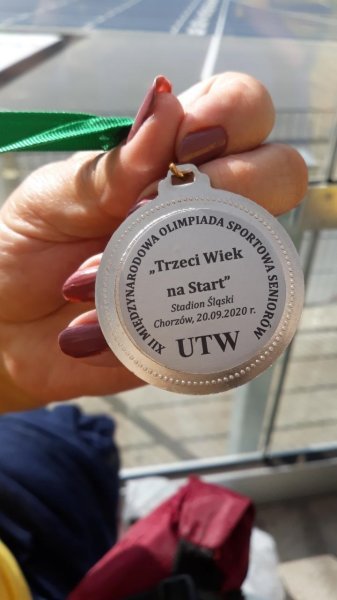 XII MIĘDZYNARODOWA OLIMPIADA SPORTOWA SENIORÓW
„Trzeci Wiek
na Start”
Stadion Śląski
Chorzów, 20.09.2020 r.
UTW